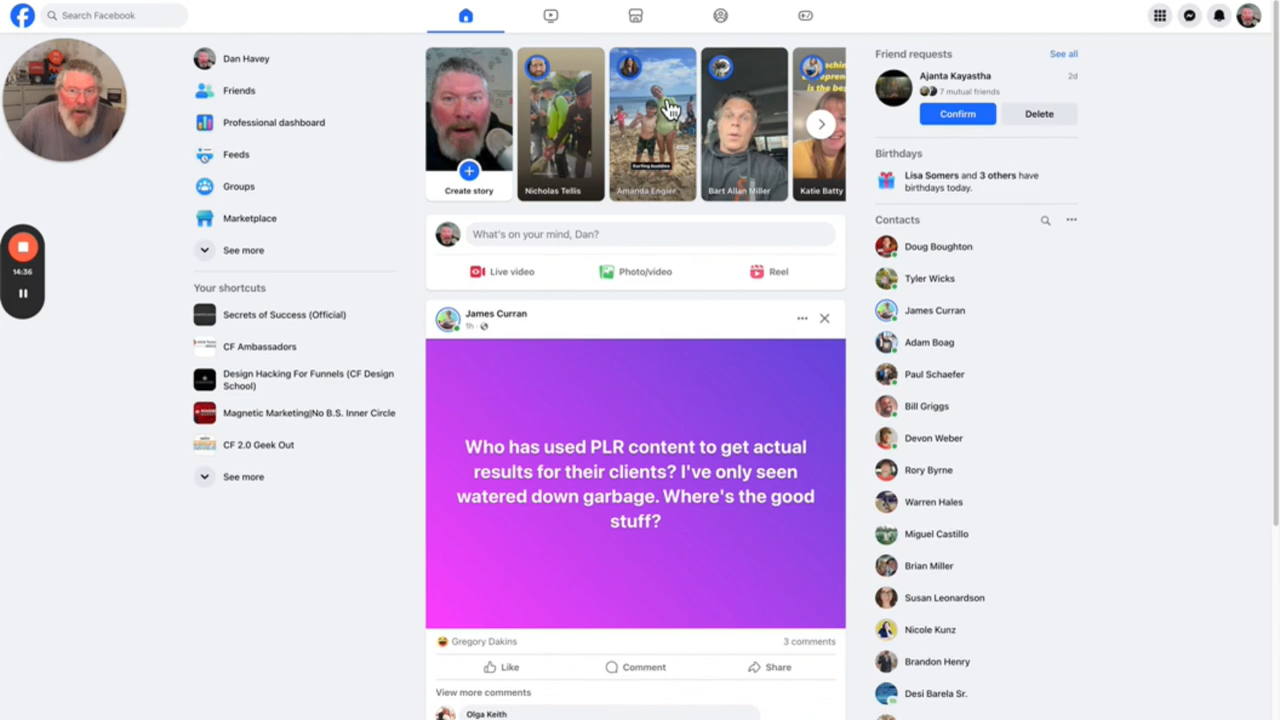 Search Facebook
14:36
Dan Havey
Friends
Professional dashboard
Feeds
Groups
Marketplace
See more
Your shortcuts
Secrets of Success (Official)
CF Ambassadors
Design Hacking For Funnels (CF Design
School)
Magnetic Marketing|No B.S. Inner Circle
CF 2.0 Geek Out
See more
Create story
Nicholas Tellis
Surfing buddies
Amanda Engler
Bart Allan Miller
is the be
Katie Batty
What's on your mind, Dan?
Live video
Photo/video
Reel
James Curran
1h
Who has used PLR content to get actual
results for their clients? I've only seen
watered down garbage. Where's the good
stuff?
Gregory Dakins
3 comments
Like
Comment
Share
View more comments
Olga Keith
Friend requests
See all
Ajanta Kayastha
2d
7 mutual friends
Confirm
Delete
Birthdays
Lisa Somers and 3 others have
birthdays today.
Contacts
Doug Boughton
Tyler Wicks
James Curran
Adam Boag
Paul Schaefer
Bill Griggs
Devon Weber
Rory Byrne
Warren Hales
Miguel Castillo
Brian Miller
Susan Leonardson
Nicole Kunz
Brandon Henry
Desi Barela Sr.